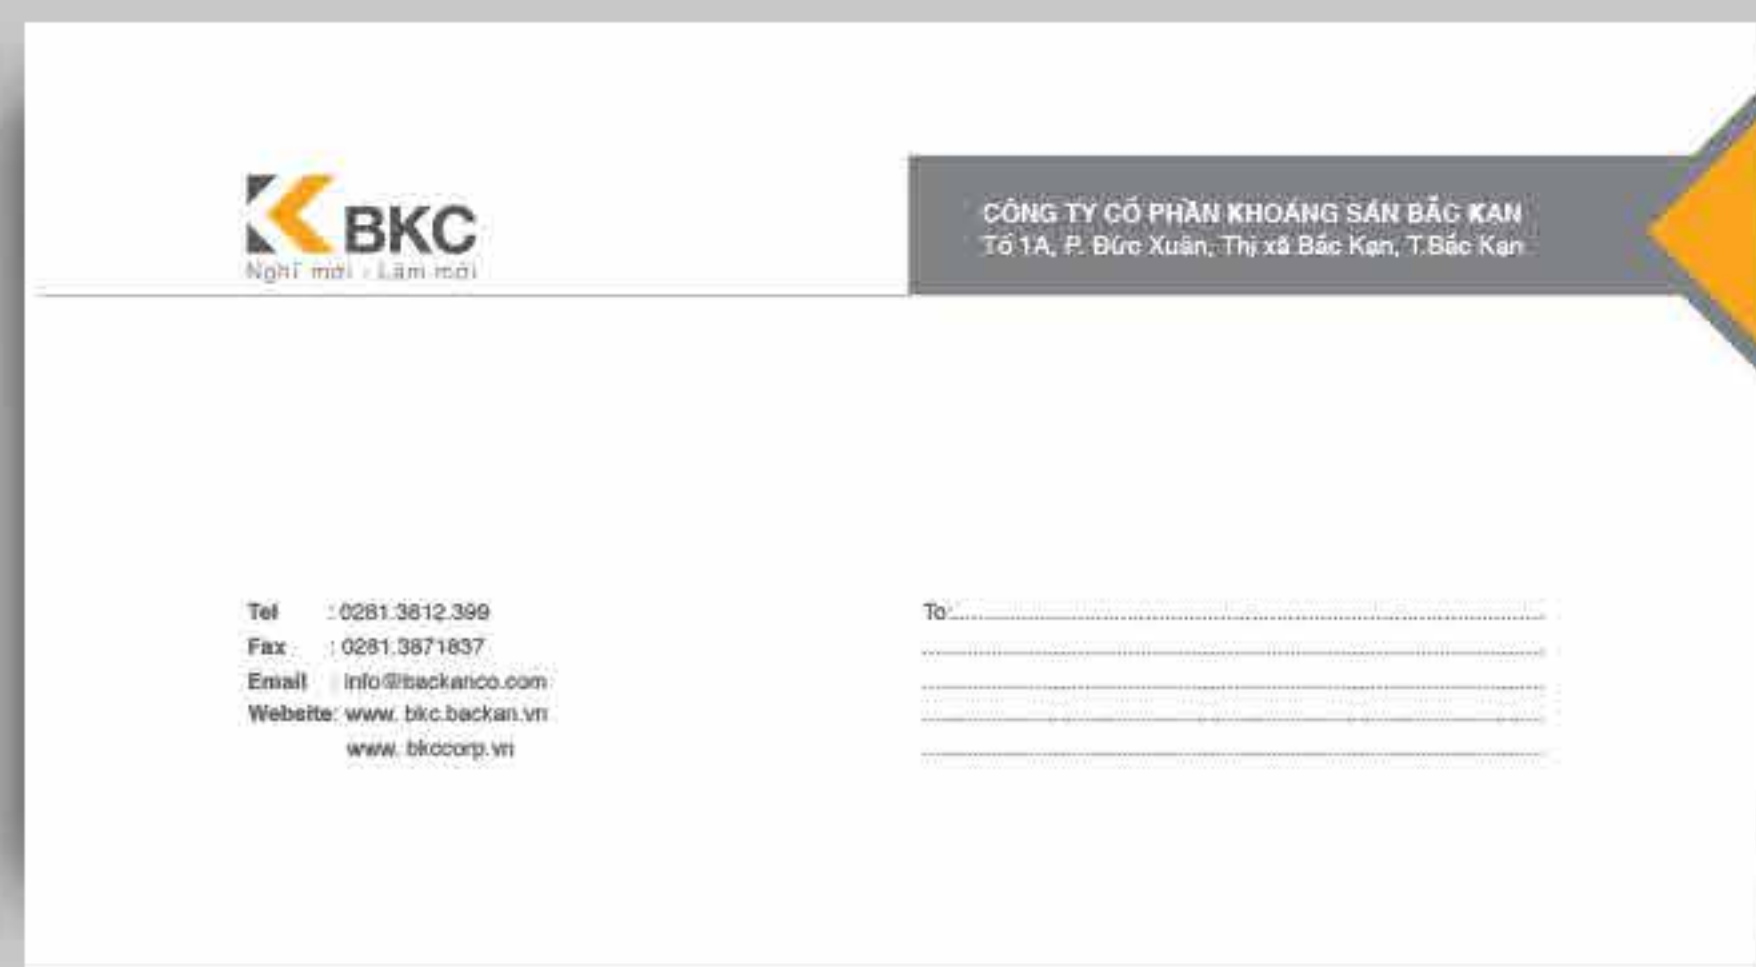 BKC
Nghĩ mới - Làm mới
CÔNG TY CỔ PHẦN KHOÁNG SẢN BẮC KẠN
Tổ 1A, P. Đức Xuân, Thị xã Bắc Kạn, T.Bắc Kạn
Tel : 0281.3812.399
Fax : 0281.3871837
Email : info@backanco.com
Website: www. bkc.backan.vn
www. bkccorp.vn
To: